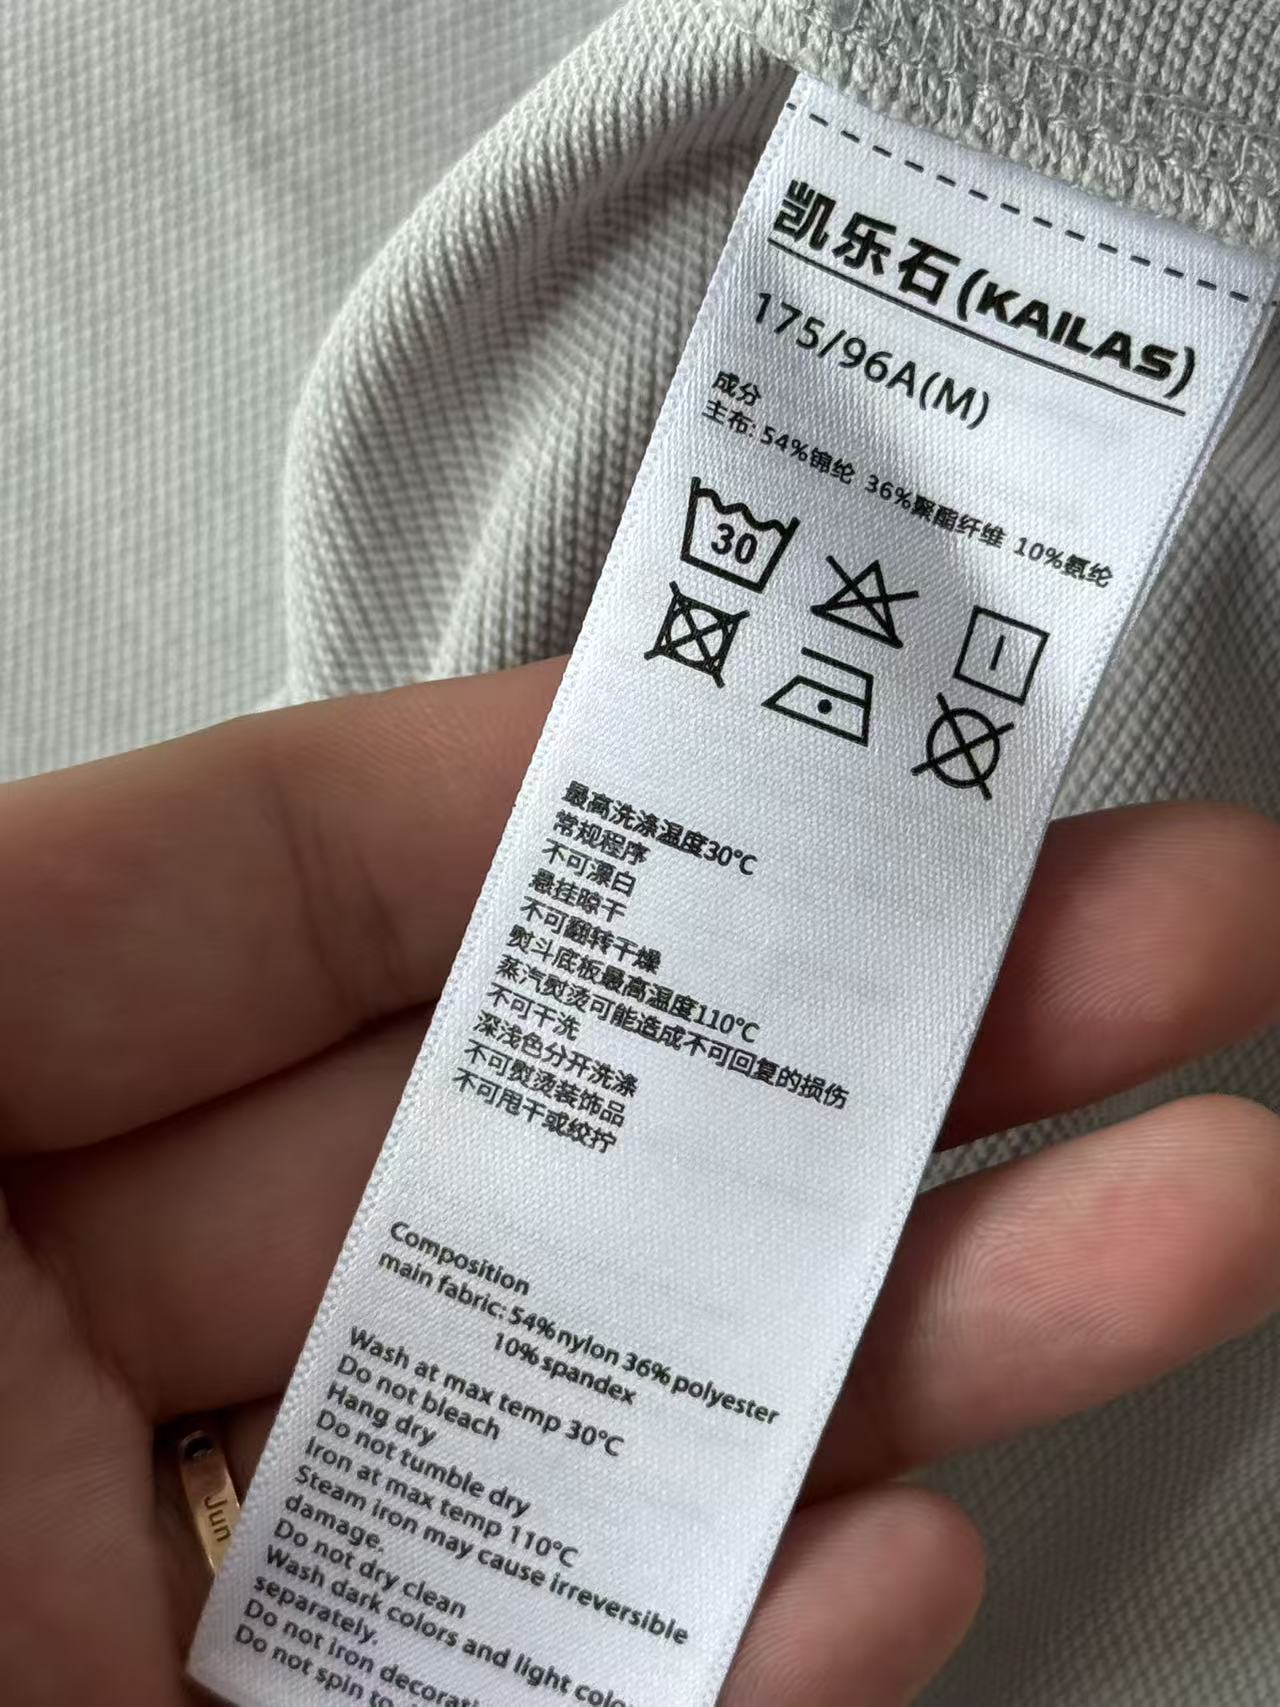 凯乐石(KAILAS)
175/96A(M)
成分
主布: 54%锦纶 36%聚酯纤维 10%氨纶
30
最高洗涤温度30℃
常规程序
不可漂白
悬挂晾干
不可翻转干燥
熨斗底板最高温度110℃
蒸汽熨烫可能造成不可回复的损伤
不可干洗
深浅色分开洗涤
不可熨烫装饰品
不可甩干或绞拧
Composition
main fabric: 54% nylon 36% polyester
10% spandex
Wash at max temp 30℃
Do not bleach
Hang dry
Do not tumble dry
Iron at max temp 110℃
Steam iron may cause irreversible
damage.
Do not dry clean
Wash dark colors and light
separately.
Do not iron
Do not spin
Jun